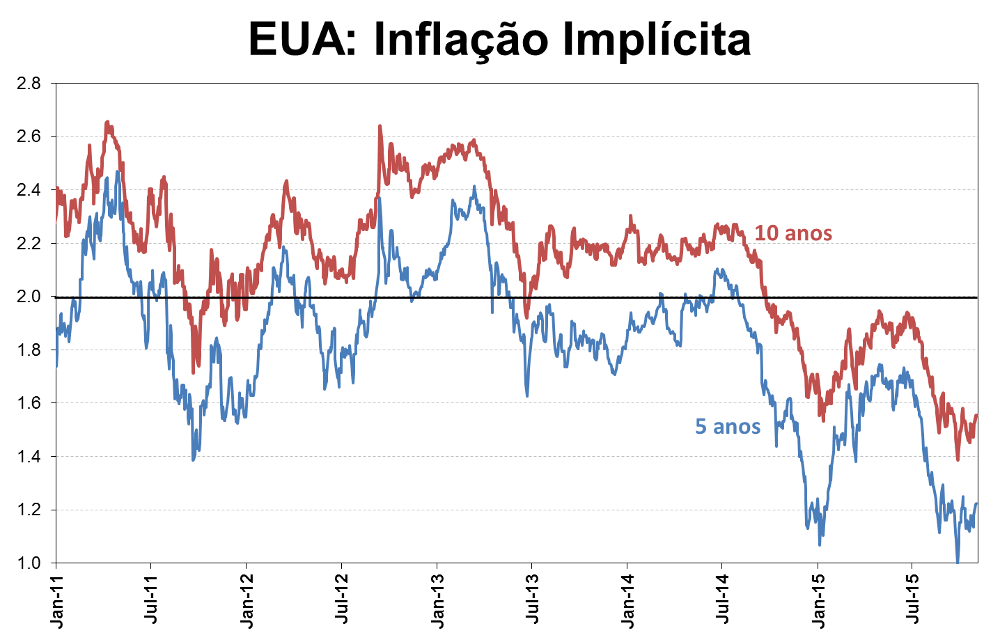 EUA: Inflação Implícita
2.8
2.6
2.4
2.2
2.0
1.8
1.6
1.4
1.2
1.0
10 anos
5 anos
Jan-11
Jul-11
Jan-12
Jul-12
Jan-13
Jul-13
Jan-14
Jul-14
Jan-15
Jul-15